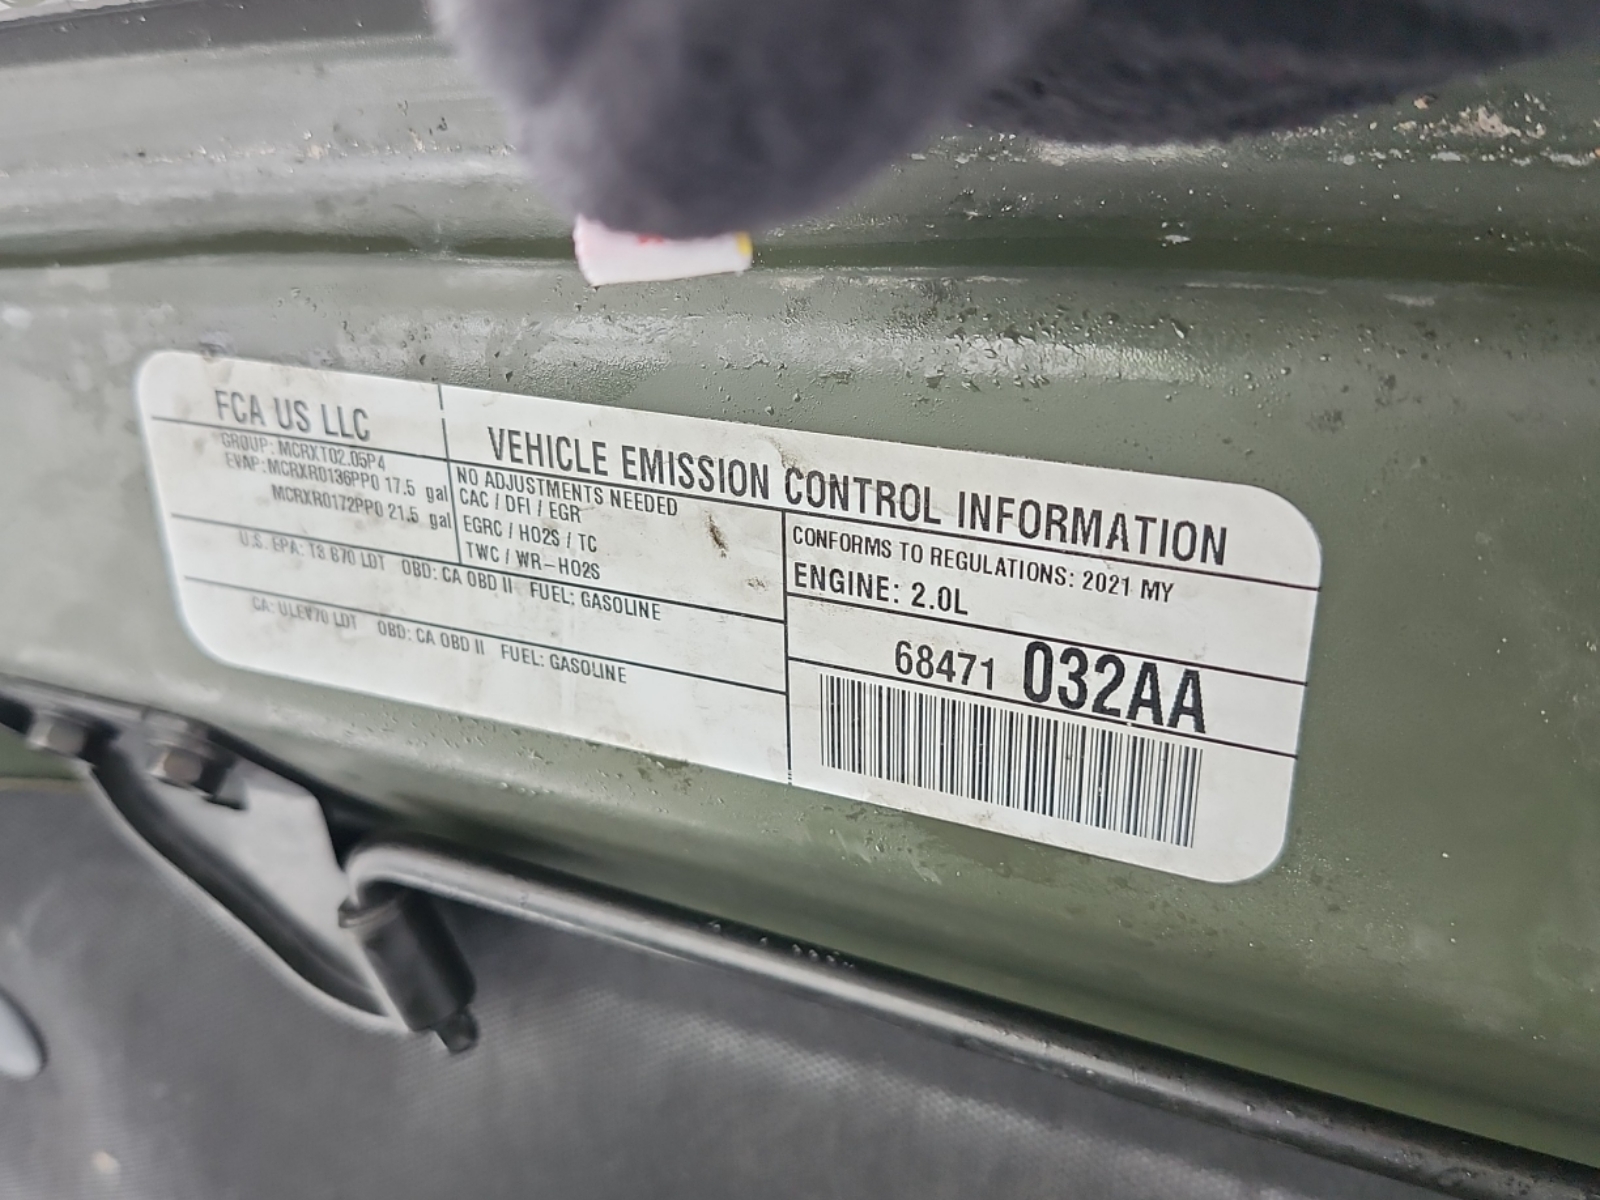 FCA US LLC
VEHICLE EMISSION CONTROL INFORMATION
GROUP: MCRXT02.05P4
EVAP: MCRXR0136PP0 17.5 gal
MCRXR0172PP0 21.5 gal
NO ADJUSTMENTS NEEDED
CAC / DFI / EGR
EGRC / HO2S / TC
TWC / WR-HO2S
CONFORMS TO REGULATIONS: 2021 MY
U.S. EPA: T3 B70 LDT OBD: CA OBD II FUEL: GASOLINE
ENGINE: 2.0L
CA: ULEV70 LDT OBD: CA OBD II FUEL: GASOLINE
68471 032AA